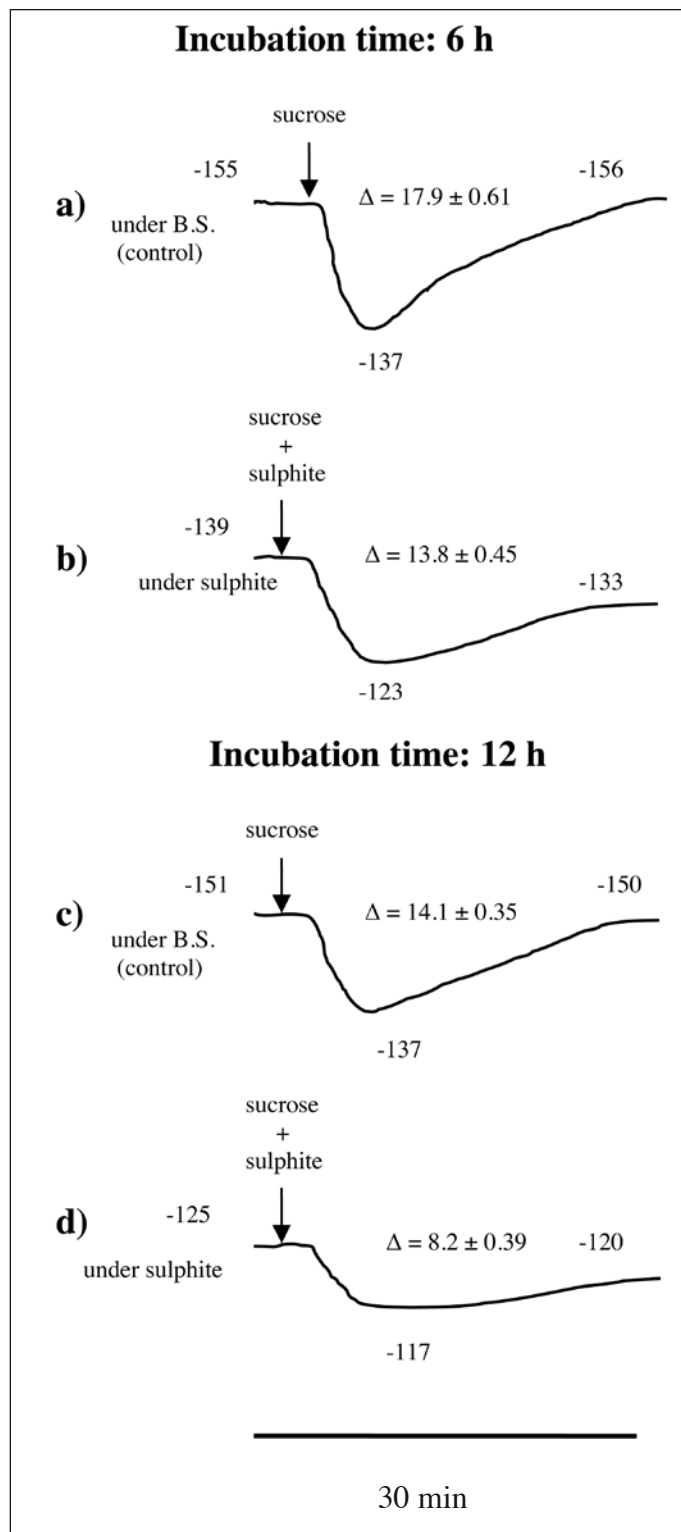 Incubation time: 6 h
sucrose
-155
-156
a)
Δ = 17.9 ± 0.61
under B.S.
(control)
-137
sucrose
+
sulphite
-139
b)
Δ = 13.8 ± 0.45
-133
under sulphite
-123
Incubation time: 12 h
sucrose
-151
-150
c)
Δ = 14.1 ± 0.35
under B.S.
(control)
-137
sucrose
+
sulphite
-125
d)
Δ = 8.2 ± 0.39
-120
under sulphite
-117
30 min